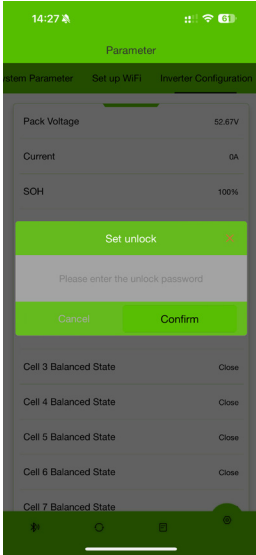 14:27
61
Parameter
ystem Parameter Set up WiFi Inverter Configuration
Pack Voltage 52.67V
Current 0A
SOH 100%
Set unlock
Please enter the unlock password
Cancel Confirm
Cell 3 Balanced State Close
Cell 4 Balanced State Close
Cell 5 Balanced State Close
Cell 6 Balanced State Close
Cell 7 Balanced State Close